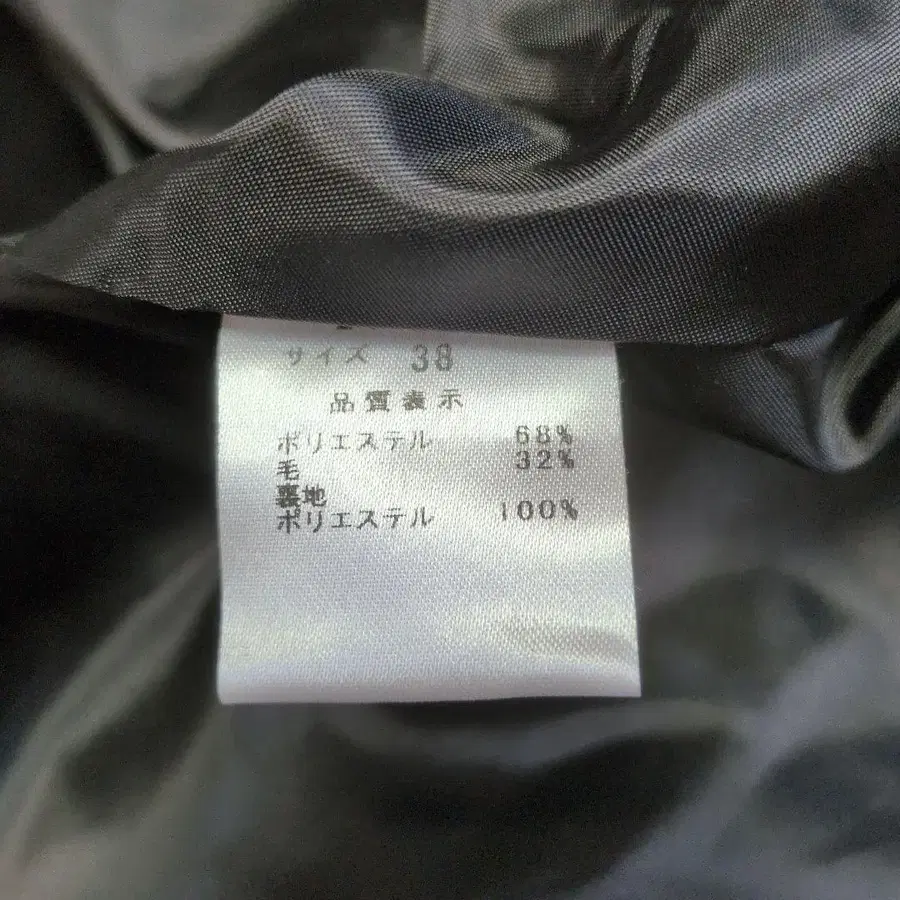 サイズ 38
品質表示
ポリエステル 68%
毛 32%
裏地
ポリエステル 100%